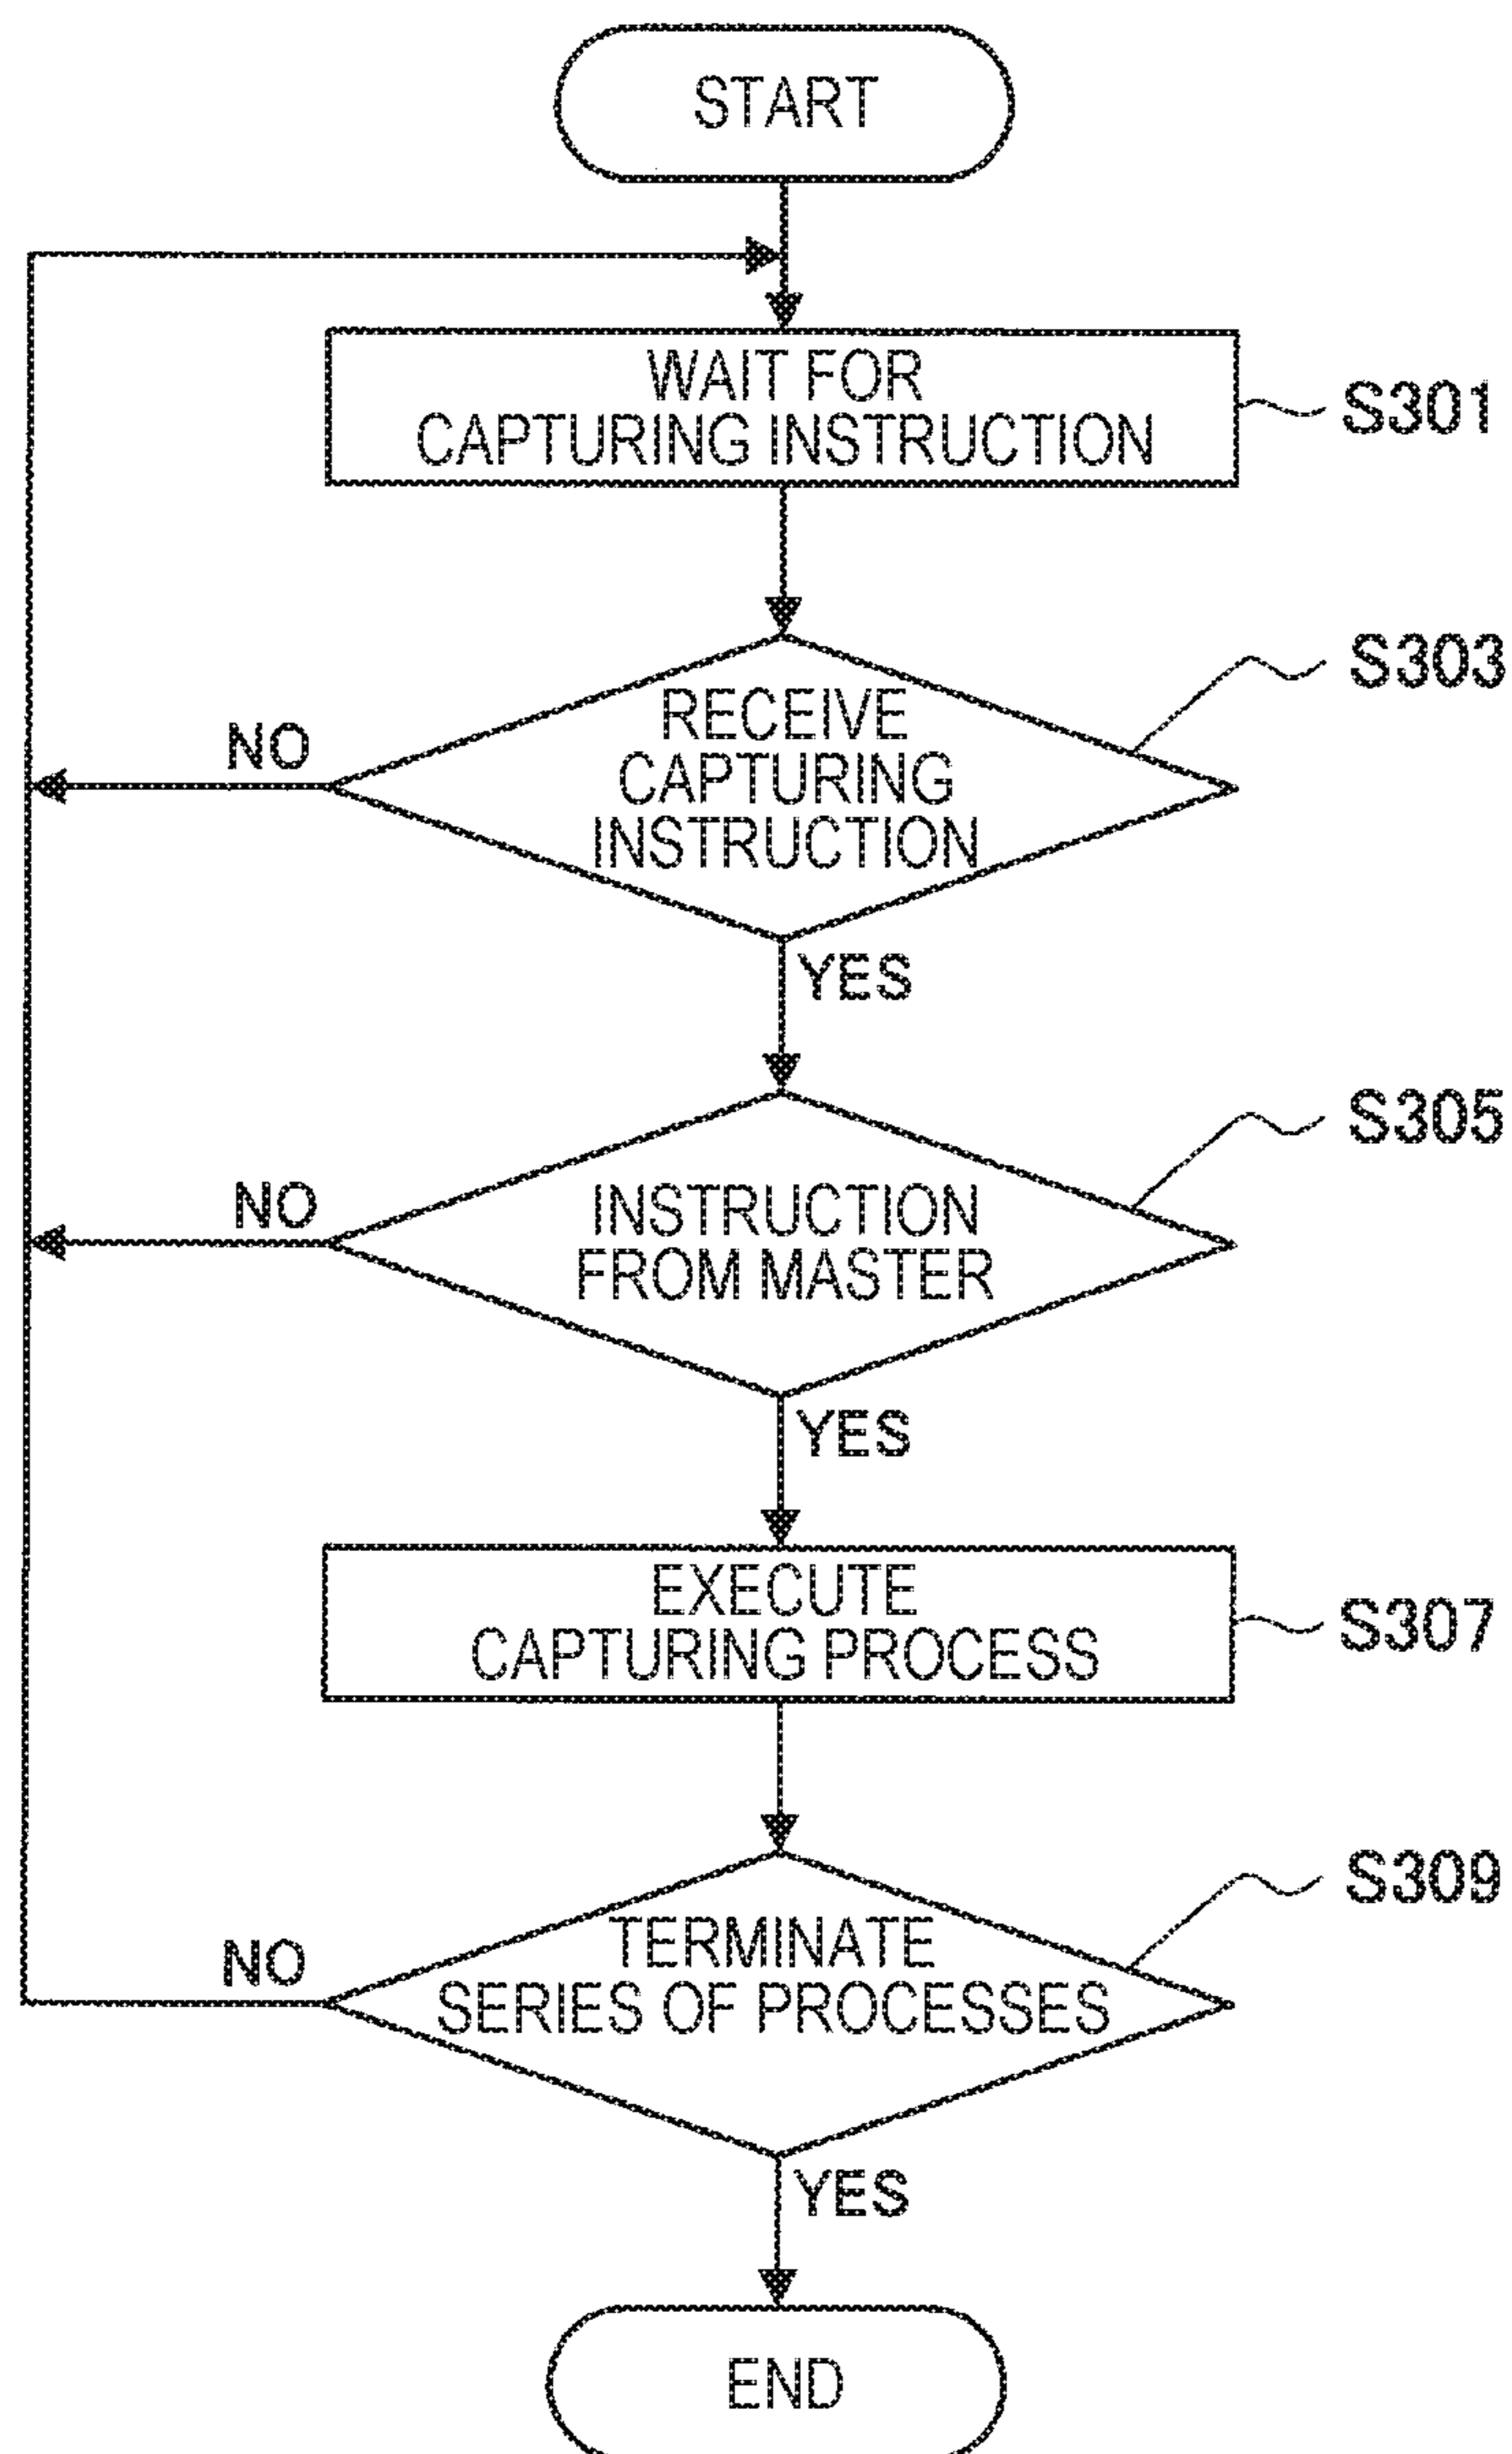 START
WAIT FOR
CAPTURING INSTRUCTION
S301
RECEIVE
CAPTURING
INSTRUCTION
S303
NO
YES
INSTRUCTION
FROM MASTER
S305
NO
YES
EXECUTE
CAPTURING PROCESS
S307
TERMINATE
SERIES OF PROCESSES
S309
NO
YES
END